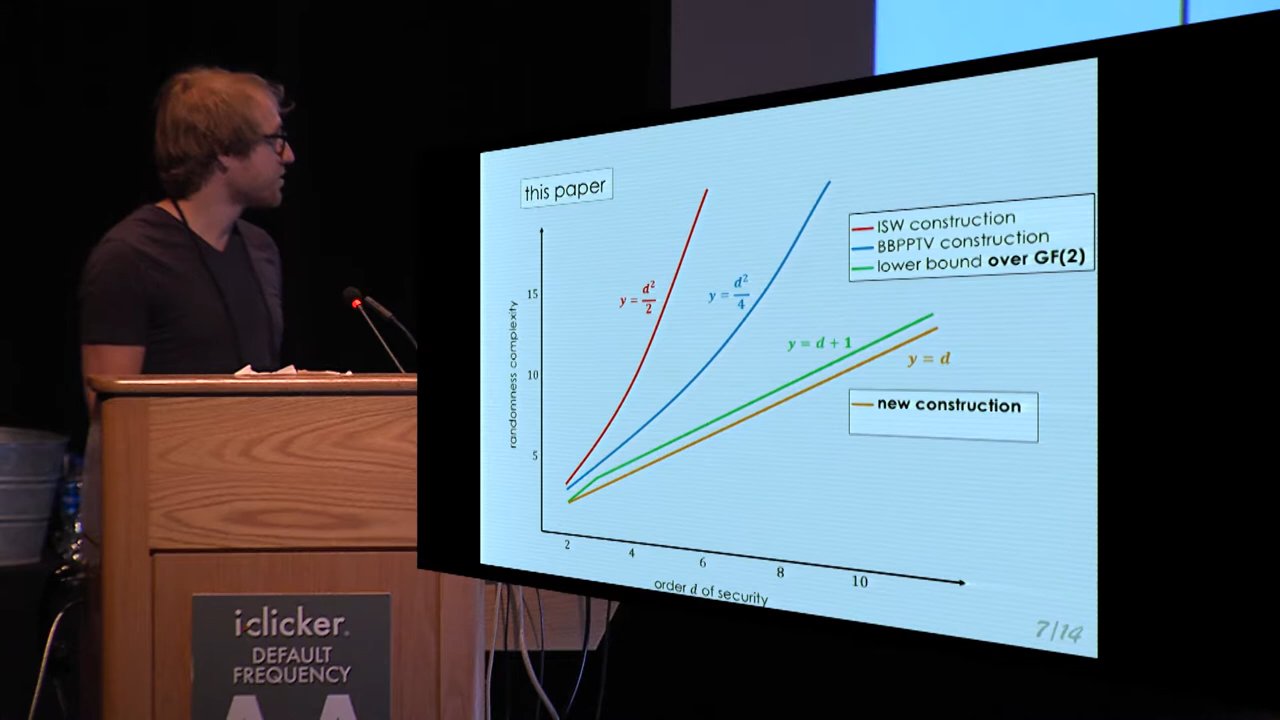 this paper
ISW construction
BBPPTV construction
lower bound over GF(2)
y = d²/2
y = d²/4
y = d + 1
y = d
new construction
randomness complexity
15
10
5
2
4
6
8
10
order d of security
7/14
i>clicker.
DEFAULT
FREQUENCY
AA